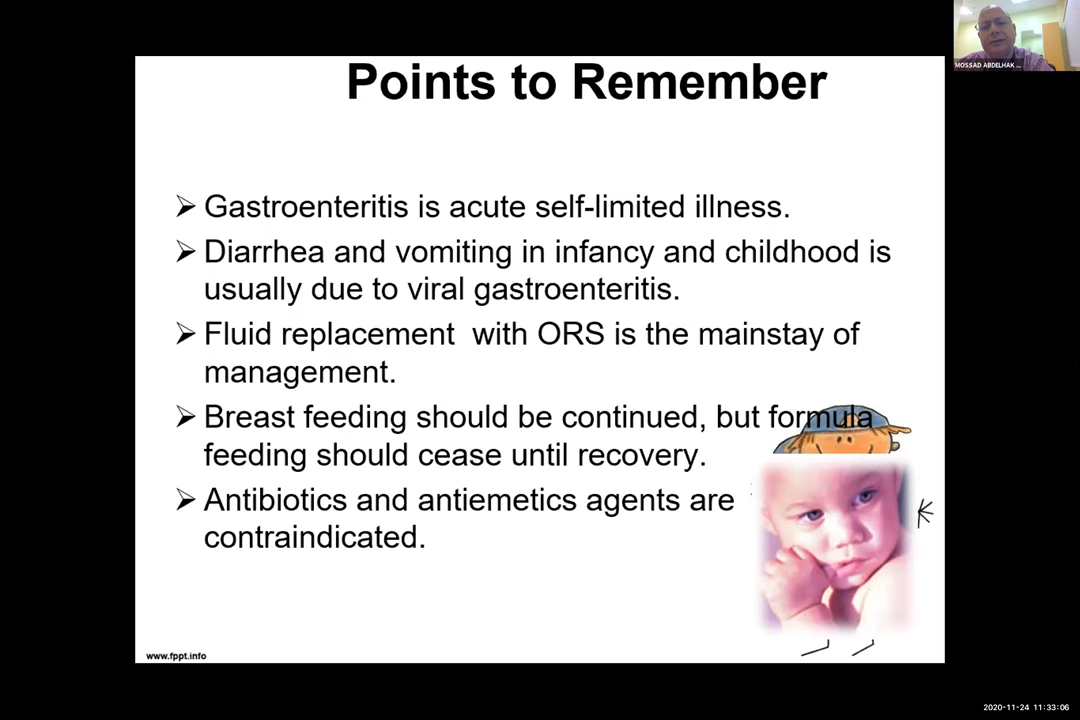 MOSSAD ABDELHAK ...
Points to Remember
➢ Gastroenteritis is acute self-limited illness.
➢ Diarrhea and vomiting in infancy and childhood is
usually due to viral gastroenteritis.
➢ Fluid replacement  with ORS is the mainstay of
management.
➢ Breast feeding should be continued, but formula
feeding should cease until recovery.
➢ Antibiotics and antiemetics agents are
contraindicated.
www.fppt.info
2020-11-24 11:33:06